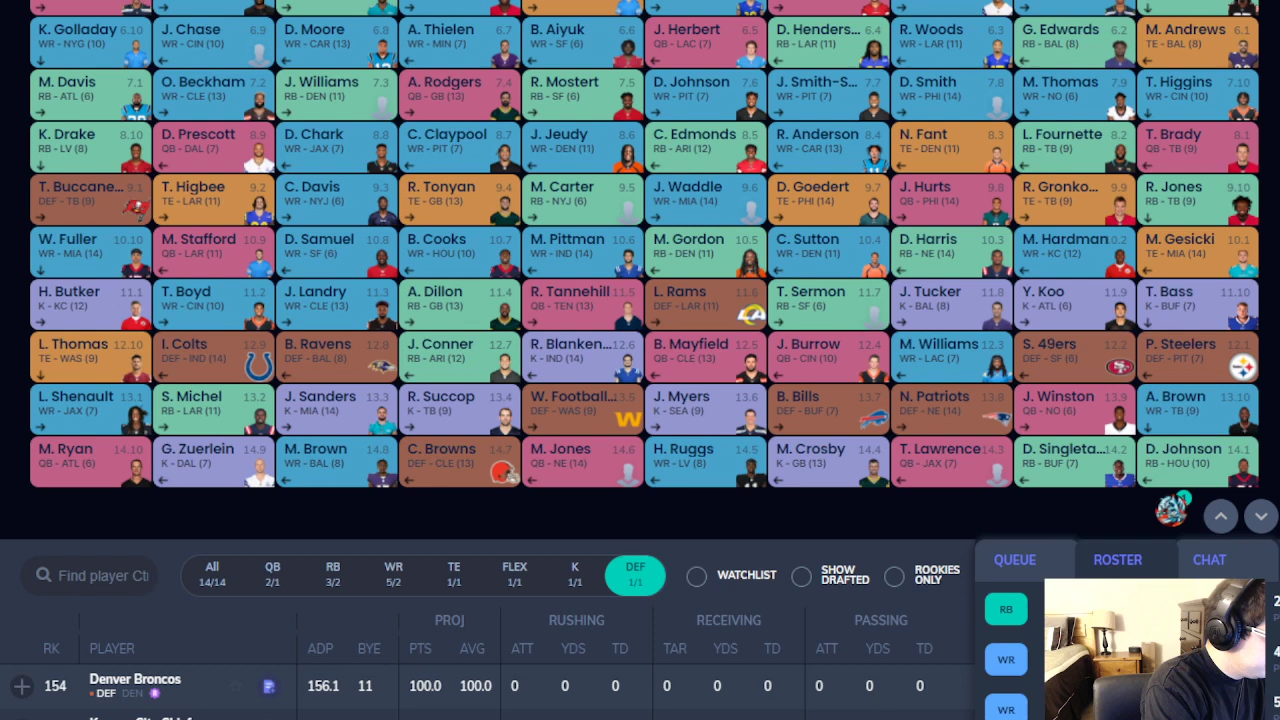 K. Golladay 6.10
WR - NYG (10)
J. Chase 6.9
WR - CIN (10)
D. Moore 6.8
WR - CAR (13)
A. Thielen 6.7
WR - MIN (7)
B. Aiyuk 6.6
WR - SF (6)
J. Herbert 6.5
QB - LAC (7)
D. Henders... 6.4
RB - LAR (11)
R. Woods 6.3
WR - LAR (11)
G. Edwards 6.2
RB - BAL (8)
M. Andrews 6.1
TE - BAL (8)
M. Davis 7.1
RB - ATL (6)
O. Beckham 7.2
WR - CLE (13)
J. Williams 7.3
RB - DEN (11)
A. Rodgers 7.4
QB - GB (13)
R. Mostert 7.5
RB - SF (6)
D. Johnson 7.6
WR - PIT (7)
J. Smith-S... 7.7
WR - PIT (7)
D. Smith 7.8
WR - PHI (14)
M. Thomas 7.9
WR - NO (6)
T. Higgins 7.10
WR - CIN (10)
K. Drake 8.10
RB - LV (8)
D. Prescott 8.9
QB - DAL (7)
D. Chark 8.8
WR - JAX (7)
C. Claypool 8.7
WR - PIT (7)
J. Jeudy 8.6
WR - DEN (11)
C. Edmonds 8.5
RB - ARI (12)
R. Anderson 8.4
WR - CAR (13)
N. Fant 8.3
TE - DEN (11)
L. Fournette 8.2
RB - TB (9)
T. Brady 8.1
QB - TB (9)
T. Buccane... 9.1
DEF - TB (9)
T. Higbee 9.2
TE - LAR (11)
C. Davis 9.3
WR - NYJ (6)
R. Tonyan 9.4
TE - GB (13)
M. Carter 9.5
RB - NYJ (6)
J. Waddle 9.6
WR - MIA (14)
D. Goedert 9.7
TE - PHI (14)
J. Hurts 9.8
QB - PHI (14)
R. Gronko... 9.9
TE - TB (9)
R. Jones 9.10
RB - TB (9)
W. Fuller 10.10
WR - MIA (14)
M. Stafford 10.9
QB - LAR (11)
D. Samuel 10.8
WR - SF (6)
B. Cooks 10.7
WR - HOU (10)
M. Pittman 10.6
WR - IND (14)
M. Gordon 10.5
RB - DEN (11)
C. Sutton 10.4
WR - DEN (11)
D. Harris 10.3
RB - NE (14)
M. Hardman
WR - KC (12)
M. Gesicki 10.1
TE - MIA (14)
H. Butker 11.1
K - KC (12)
T. Boyd 11.2
WR - CIN (10)
J. Landry 11.3
WR - CLE (13)
A. Dillon 11.4
RB - GB (13)
R. Tannehill 11.5
QB - TEN (13)
L. Rams 11.6
DEF - LAR (11)
T. Sermon 11.7
RB - SF (6)
J. Tucker 11.8
K - BAL (8)
Y. Koo 11.9
K - ATL (6)
T. Bass 11.10
K - BUF (7)
L. Thomas 12.10
TE - WAS (9)
I. Colts 12.9
DEF - IND (14)
B. Ravens 12.8
DEF - BAL (8)
J. Conner 12.7
RB - ARI (12)
R. Blanken... 12.6
K - IND (14)
B. Mayfield 12.5
QB - CLE (13)
J. Burrow 12.4
QB - CIN (10)
M. Williams 12.3
WR - LAC (7)
S. 49ers 12.2
DEF - SF (6)
P. Steelers 12.1
DEF - PIT (7)
L. Shenault 13.1
WR - JAX (7)
S. Michel 13.2
RB - LAR (11)
J. Sanders 13.3
K - MIA (14)
R. Succop 13.4
K - TB (9)
W. Football... 13.5
DEF - WAS (9)
J. Myers 13.6
K - SEA (9)
B. Bills 13.7
DEF - BUF (7)
N. Patriots 13.8
DEF - NE (14)
J. Winston 13.9
QB - NO (6)
A. Brown 13.10
WR - TB (9)
M. Ryan 14.10
QB - ATL (6)
G. Zuerlein 14.9
K - DAL (7)
M. Brown 14.8
WR - BAL (8)
C. Browns 14.7
DEF - CLE (13)
M. Jones 14.6
QB - NE (14)
H. Ruggs 14.5
WR - LV (8)
M. Crosby 14.4
K - GB (13)
T. Lawrence 14.3
QB - JAX (7)
D. Singleta... 14.2
RB - BUF (7)
D. Johnson 14.1
RB - HOU (10)
Find player
All QB RB WR TE FLEX K DEF
14/14 2/1 3/2 5/2 1/1 1/1 1/1 1/1
WATCHLIST
SHOW
DRAFTED
ROOKIES
ONLY
QUEUE ROSTER CHAT
RB
WR
WR
PROJ RUSHING RECEIVING PASSING
RK PLAYER ADP BYE PTS AVG ATT YDS TD TAR YDS TD ATT YDS TD
154 Denver Broncos 156.1 11 100.0 100.0 0 0 0 0 0 0 0 0 0
DEF DEN